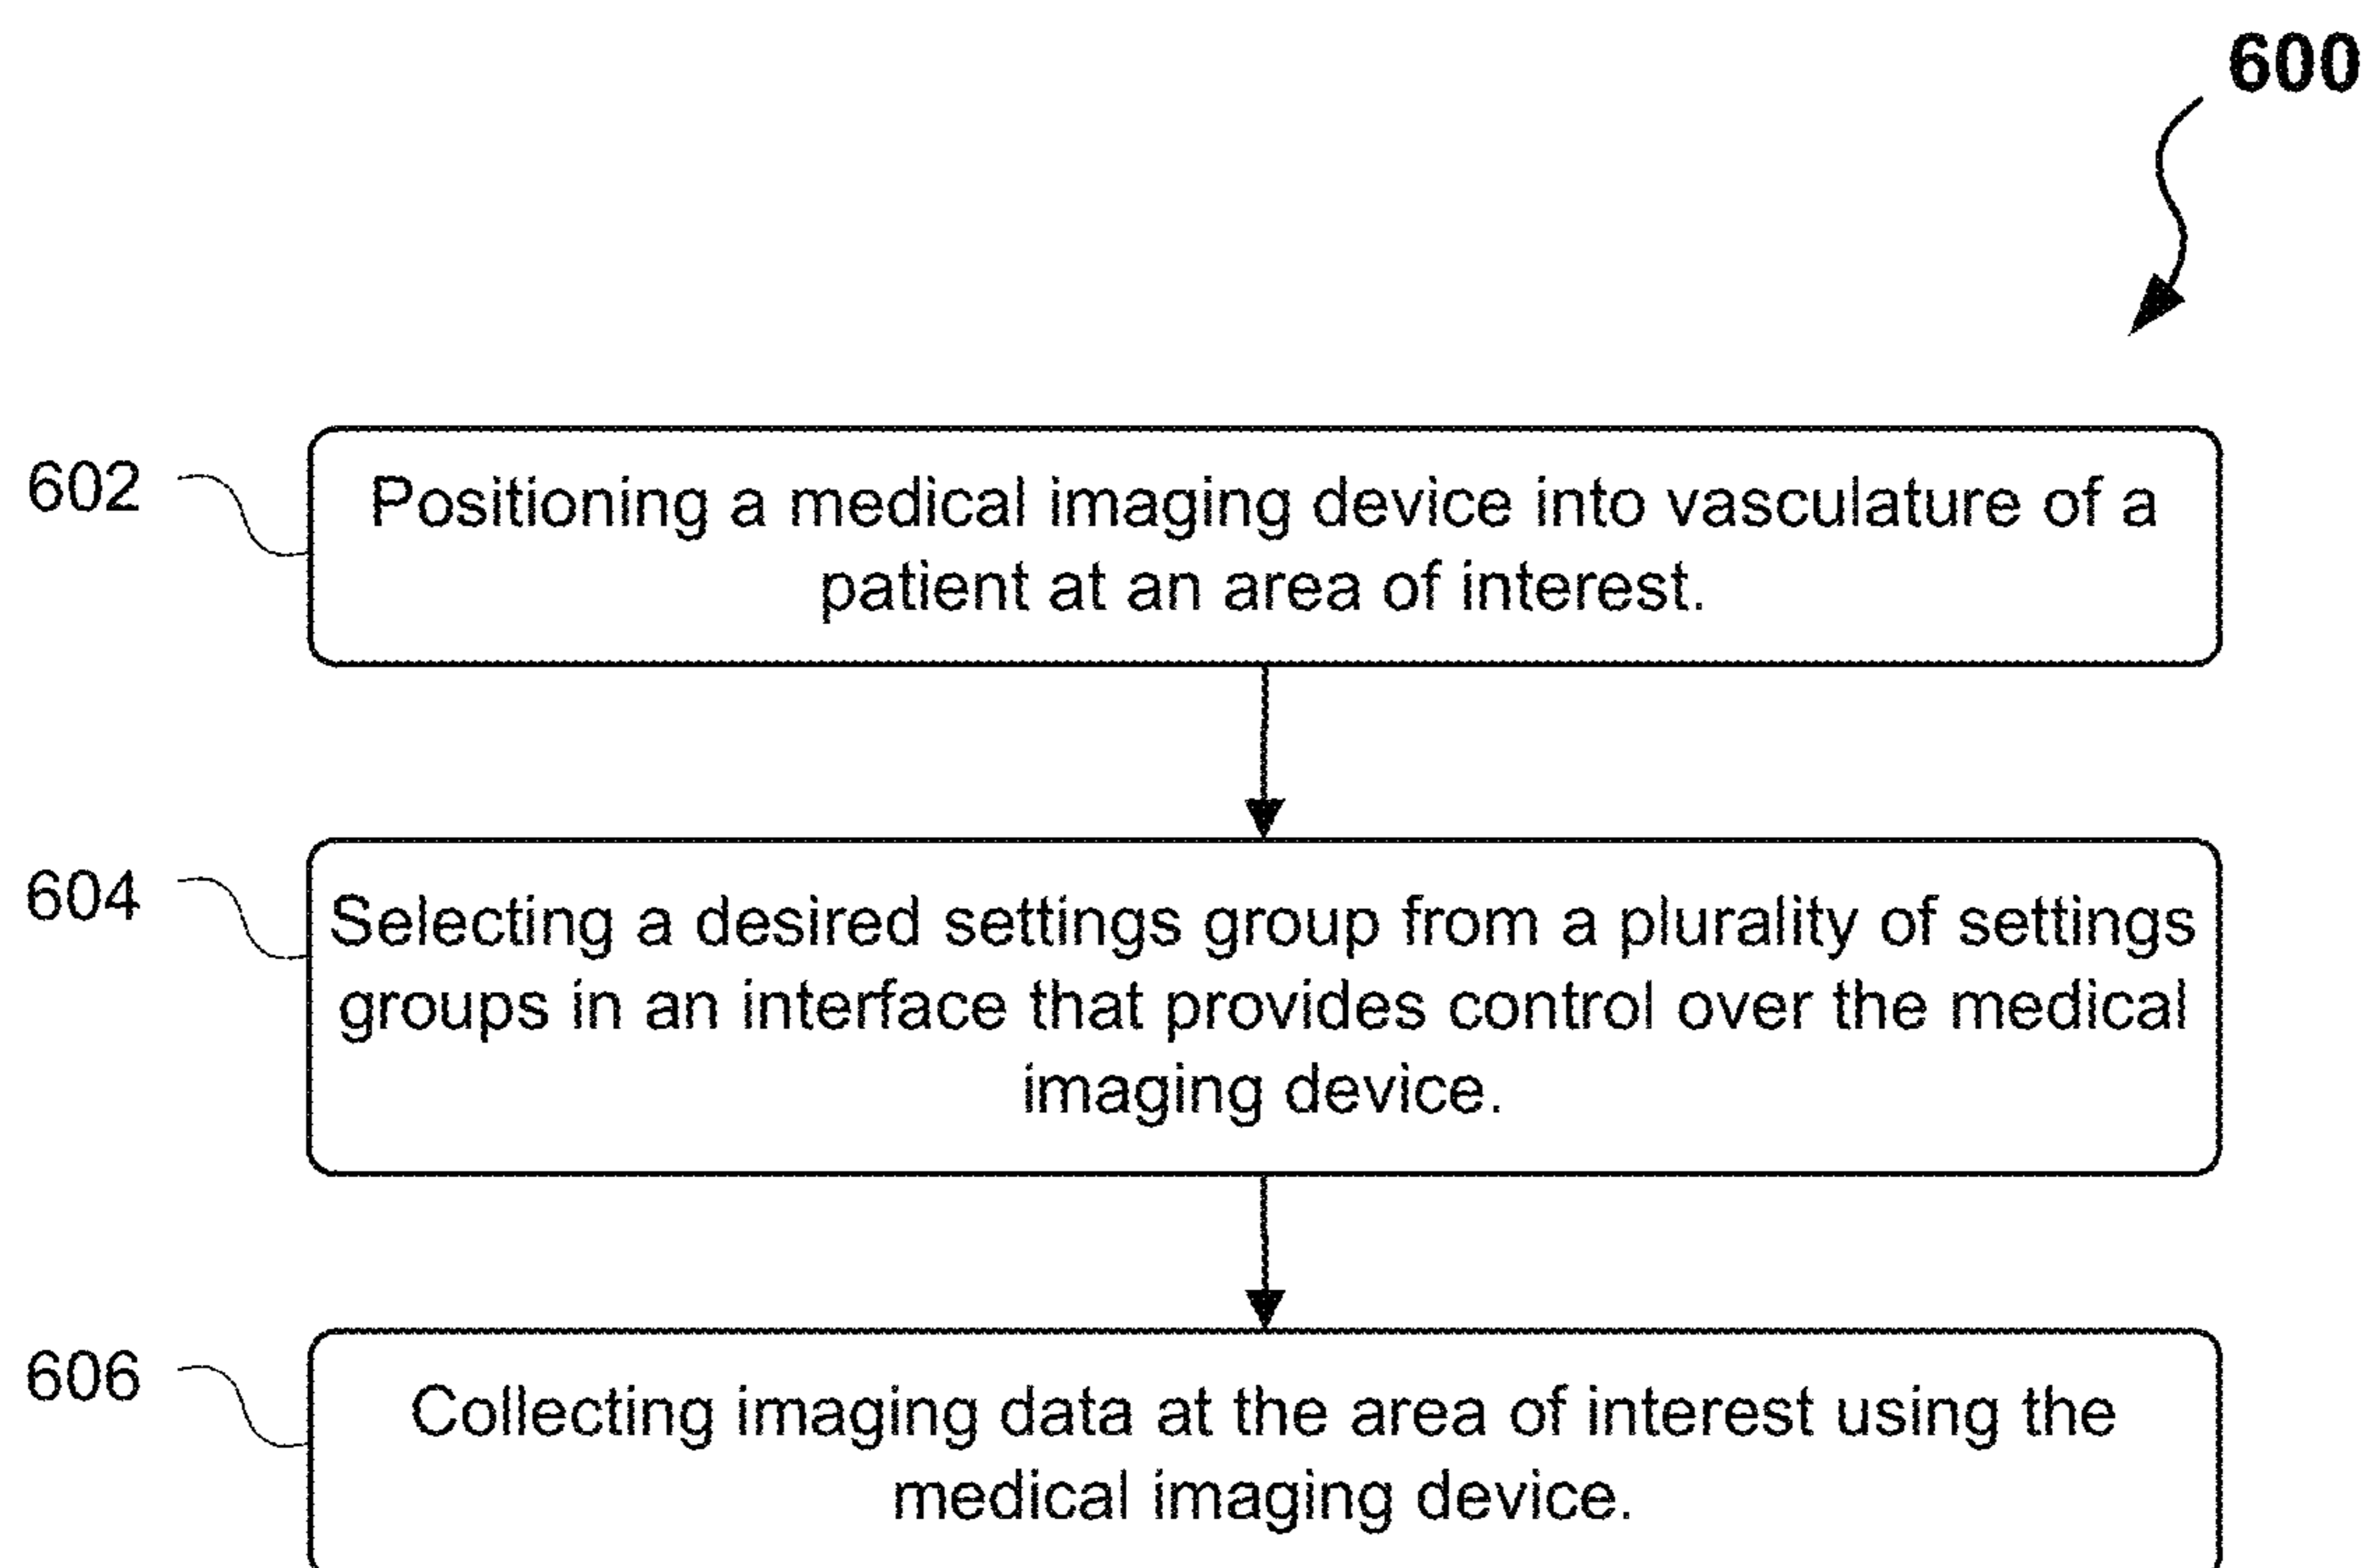 600
602
Positioning a medical imaging device into vasculature of a
patient at an area of interest.
604
Selecting a desired settings group from a plurality of settings
groups in an interface that provides control over the medical
imaging device.
606
Collecting imaging data at the area of interest using the
medical imaging device.